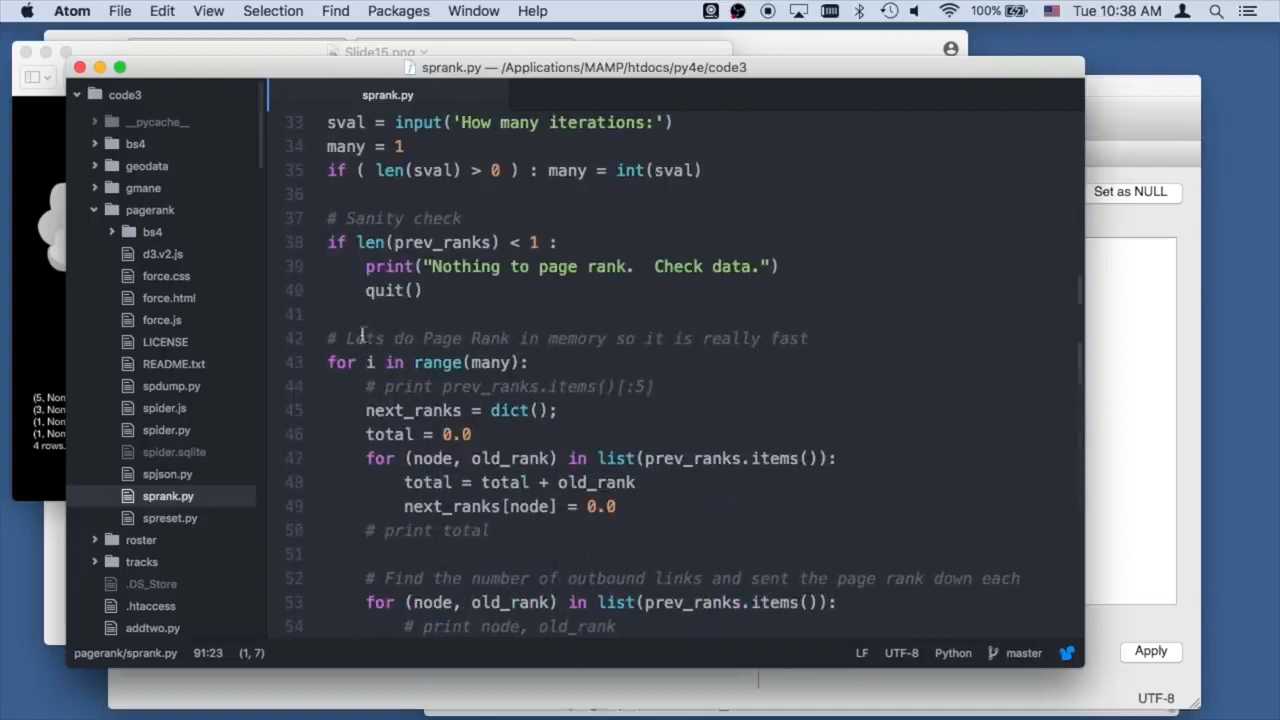 Atom File Edit View Selection Find Packages Window Help 100% Tue 10:38 AM
Slide15.png
sprank.py — /Applications/MAMP/htdocs/py4e/code3
code3
__pycache__
bs4
geodata
gmane
pagerank
bs4
d3.v2.js
force.css
force.html
force.js
LICENSE
README.txt
spdump.py
spider.js
spider.py
spider.sqlite
spjson.py
sprank.py
spreset.py
roster
tracks
.DS_Store
.htaccess
addtwo.py
sprank.py
33 sval = input('How many iterations:')
34 many = 1
35 if ( len(sval) > 0 ) : many = int(sval)
36
37 # Sanity check
38 if len(prev_ranks) < 1 :
39 print("Nothing to page rank.  Check data.")
40 quit()
41
42 # Lets do Page Rank in memory so it is really fast
43 for i in range(many):
44 # print prev_ranks.items()[:5]
45 next_ranks = dict();
46 total = 0.0
47 for (node, old_rank) in list(prev_ranks.items()):
48 total = total + old_rank
49 next_ranks[node] = 0.0
50 # print total
51
52 # Find the number of outbound links and sent the page rank down each
53 for (node, old_rank) in list(prev_ranks.items()):
54 # print node, old_rank
pagerank/sprank.py 91:23 (1, 7) LF UTF-8 Python master
(5, Non
(3, Non
(1, Non
(1, Non
4 rows.
Set as NULL
Apply
UTF-8